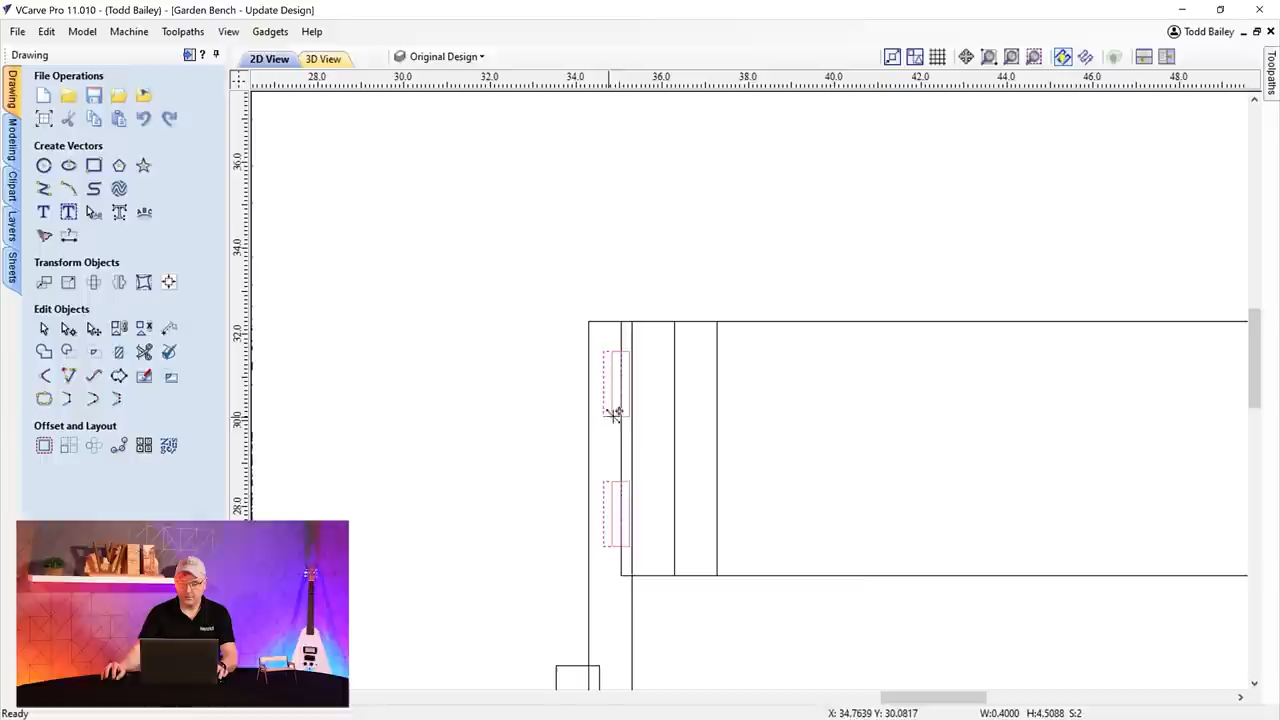 VCarve Pro 11.010 - {Todd Bailey} - [Garden Bench - Update Design]
File Edit Model Machine Toolpaths View Gadgets Help
Todd Bailey
Drawing
2D View
3D View
Original Design
28.0 30.0 32.0 34.0 36.0 38.0 40.0 42.0 44.0 46.0 48.0
36.0
34.0
32.0
30.0
28.0
Drawing
Modeling
Clipart
Layers
Sheets
File Operations
Create Vectors
Transform Objects
Edit Objects
Offset and Layout
Toolpaths
Ready
X: 34.7639 Y: 30.0817
W:0.4000 H:4.5088 S:2